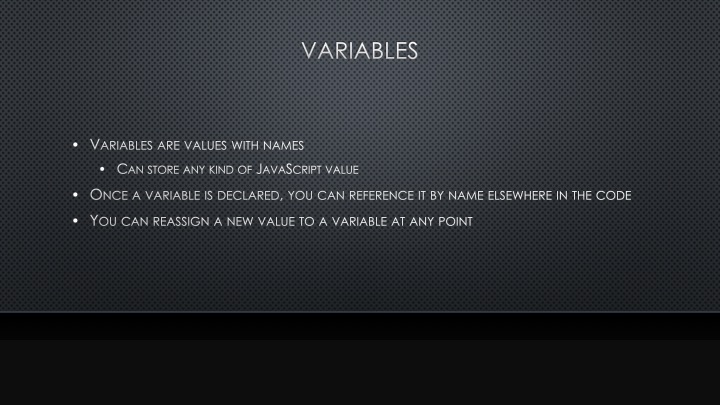 VARIABLES
• VARIABLES ARE VALUES WITH NAMES
• CAN STORE ANY KIND OF JAVASCRIPT VALUE
• ONCE A VARIABLE IS DECLARED, YOU CAN REFERENCE IT BY NAME ELSEWHERE IN THE CODE
• YOU CAN REASSIGN A NEW VALUE TO A VARIABLE AT ANY POINT